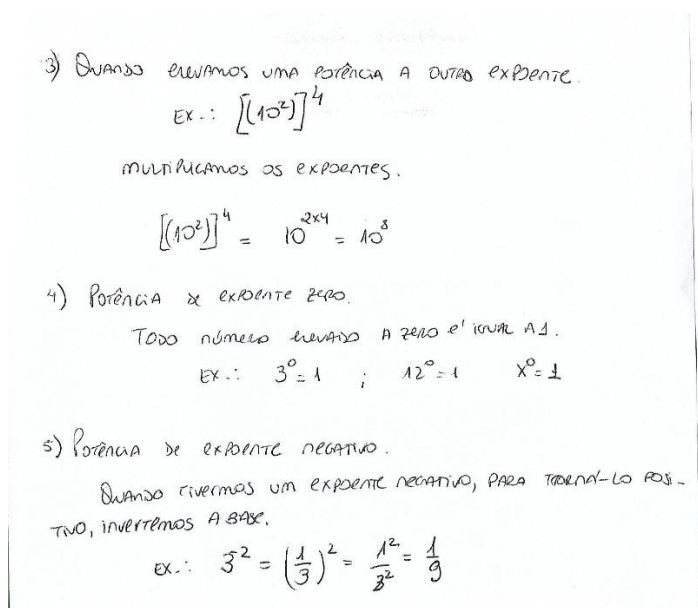 3) Quando elevamos uma potência a outro expoente.
Ex.: [(10²)]⁴
multiplicamos os expoentes.
[(10²)]⁴ = 10²ˣ⁴ = 10⁸
4) Potência de expoente zero.
Todo número elevado a zero é igual a 1.
Ex.: 3⁰ = 1 ; 12⁰ = 1 x⁰ = 1
5) Potência de expoente negativo.
Quando tivermos um expoente negativo, para torná-lo posi-
tivo, invertemos a base.
Ex.: 3⁻² = (1/3)² = 1²/3² = 1/9